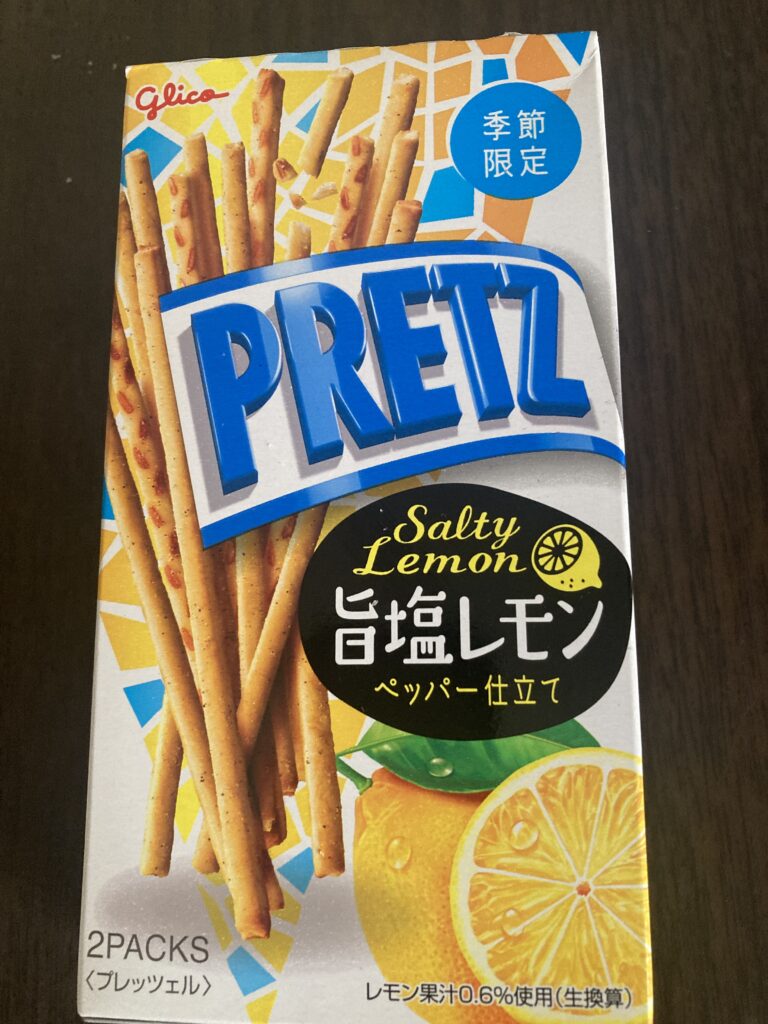 Glico
季節
限定
PRETZ
Salty
Lemon
旨塩レモン
ペッパー仕立て
2PACKS
〈プレッツェル〉
レモン果汁0.6%使用(生換算)